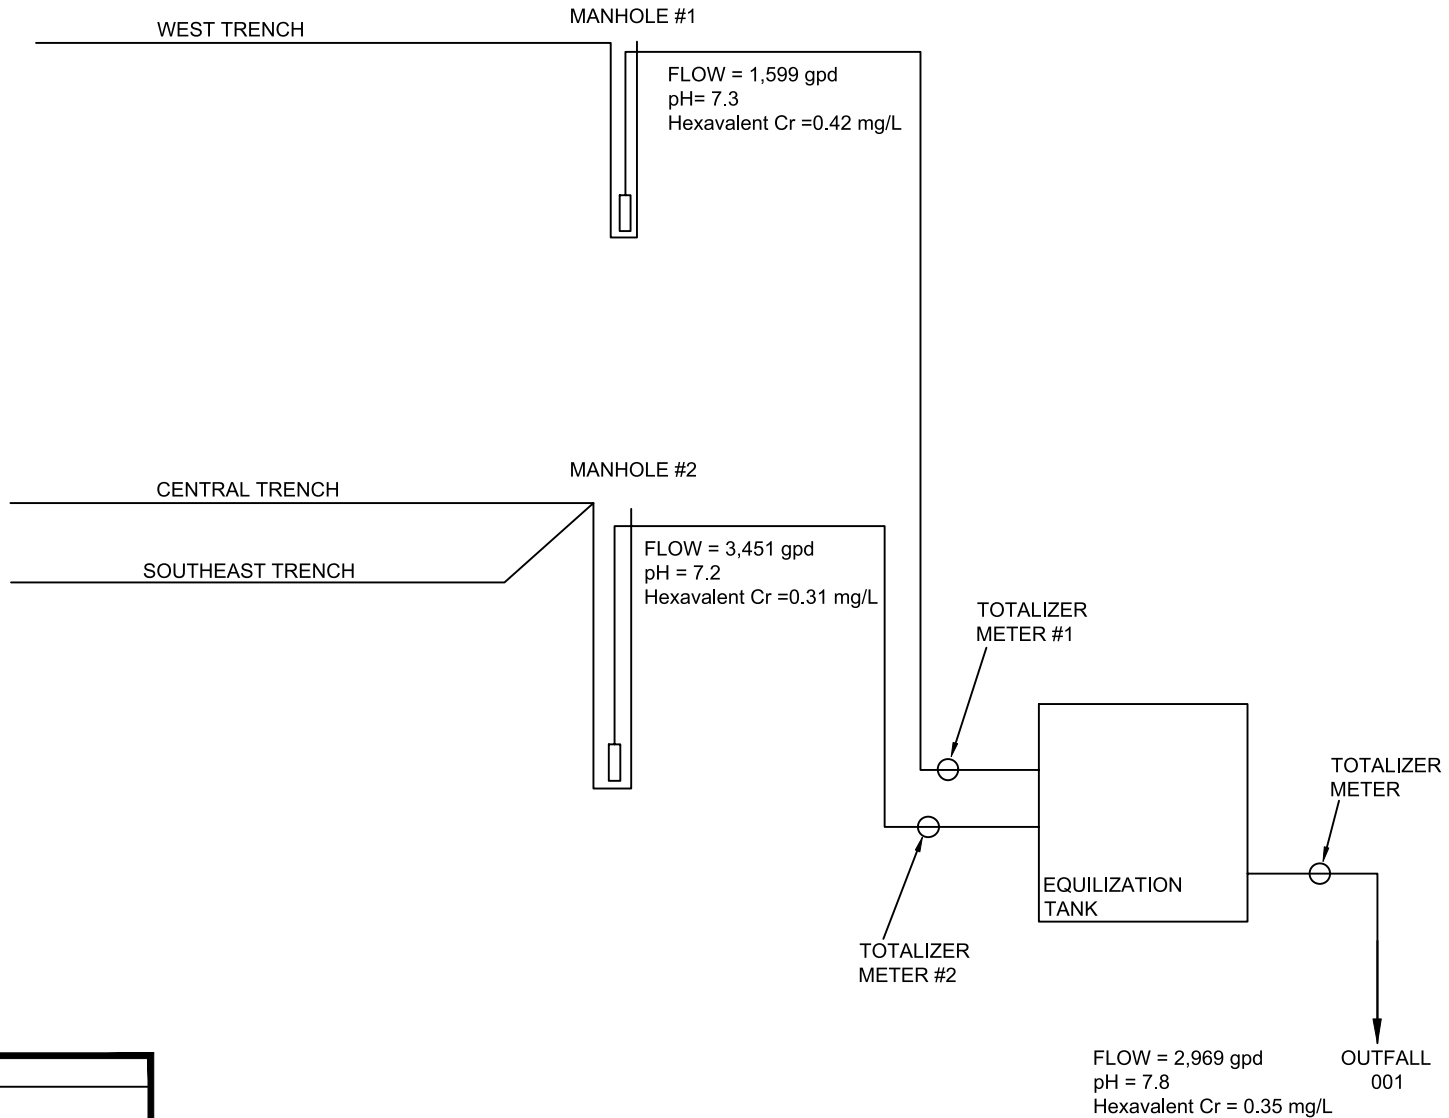 MANHOLE #1
WEST TRENCH
FLOW = 1,599 gpd
pH= 7.3
Hexavalent Cr =0.42 mg/L
MANHOLE #2
CENTRAL TRENCH
SOUTHEAST TRENCH
FLOW = 3,451 gpd
pH = 7.2
Hexavalent Cr =0.31 mg/L
TOTALIZER
METER #1
TOTALIZER
METER
EQUILIZATION
TANK
TOTALIZER
METER #2
FLOW = 2,969 gpd
pH = 7.8
Hexavalent Cr = 0.35 mg/L
OUTFALL
001